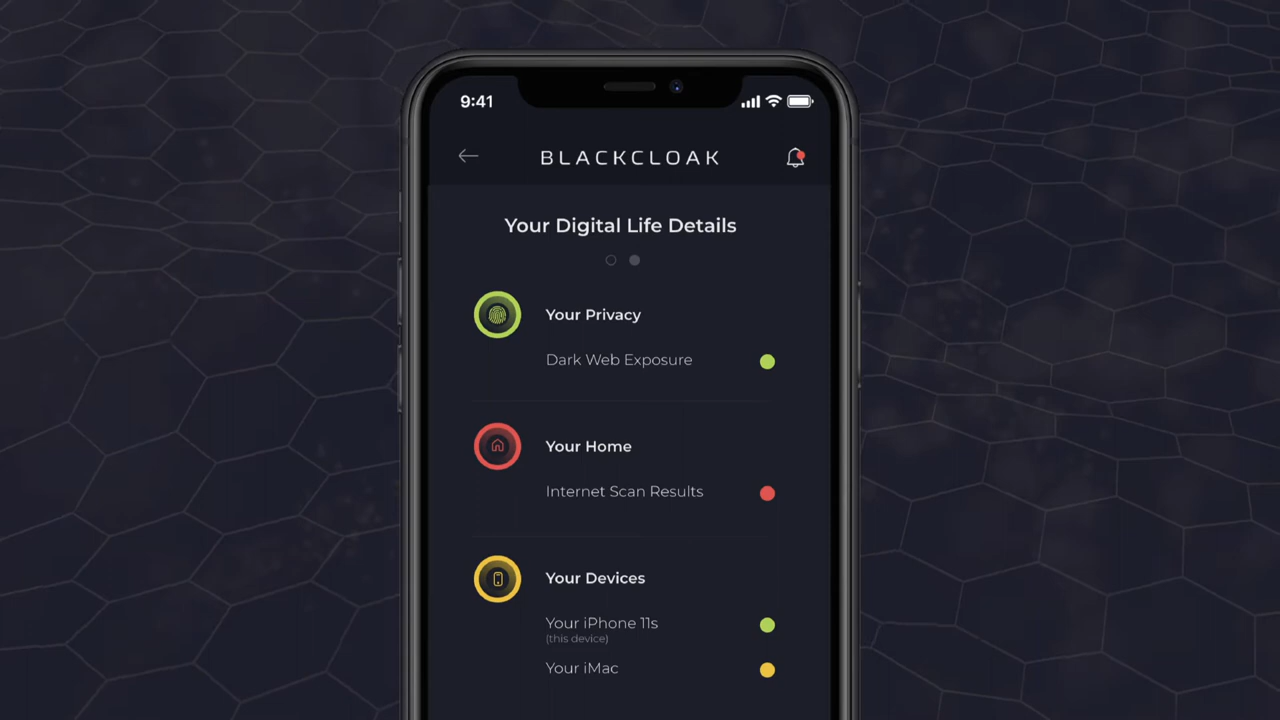 9:41
BLACKCLOAK
Your Digital Life Details
Your Privacy
Dark Web Exposure
Your Home
Internet Scan Results
Your Devices
Your iPhone 11s
(this device)
Your iMac